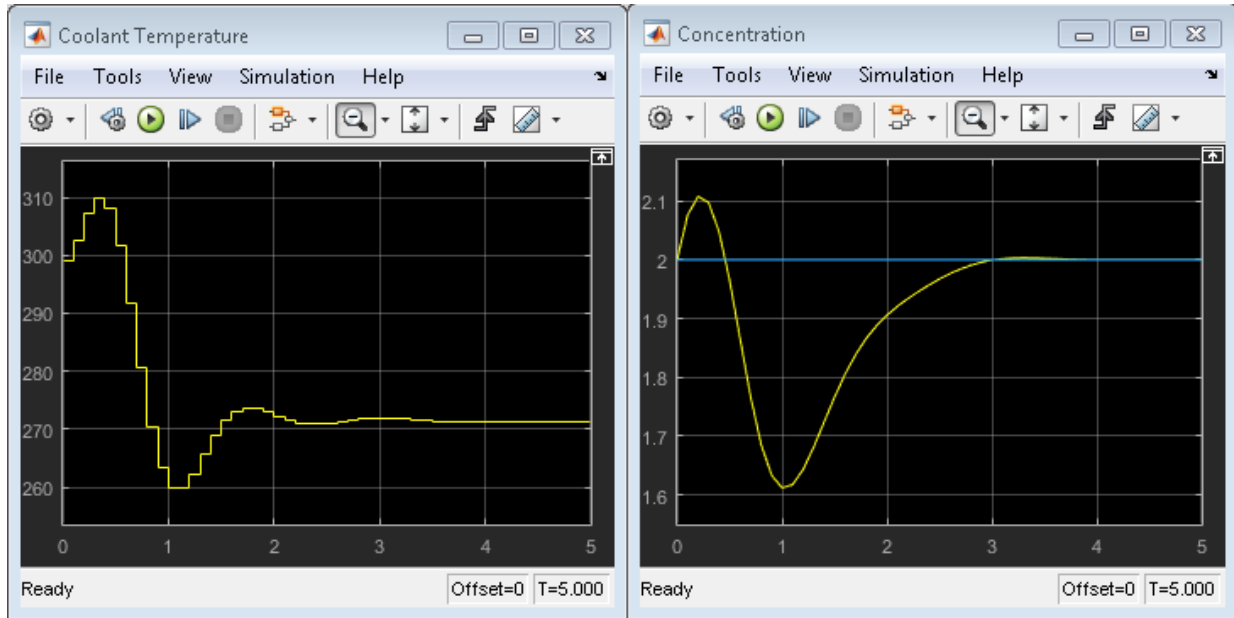 Coolant Temperature
File Tools View Simulation Help
310
300
290
280
270
260
0 1 2 3 4 5
Ready Offset=0 T=5.000
Concentration
File Tools View Simulation Help
2.1
2
1.9
1.8
1.7
1.6
0 1 2 3 4 5
Ready Offset=0 T=5.000